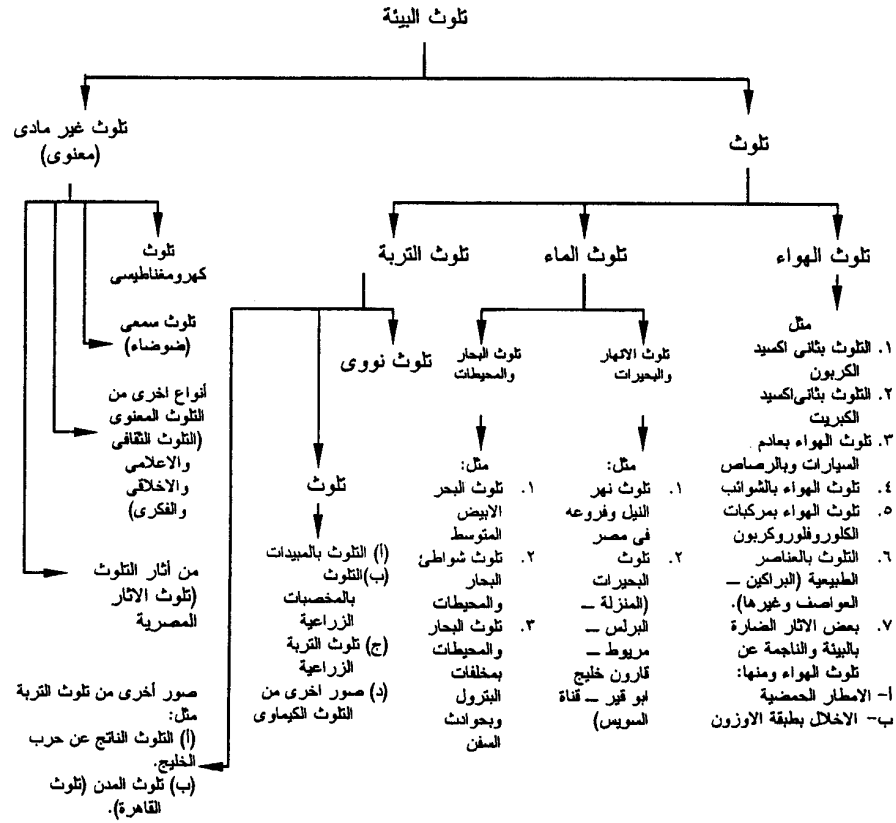 تلوث البيئة
تلوث
تلوث غير مادى
(معنوى)
تلوث الهواء
تلوث الماء
تلوث التربة
مثل
١. التلوث بثانى اكسيد
الكربون
٢. التلوث بثانى اكسيد
الكبريت
٣. تلوث الهواء بعادم
السيارات وبالرصاص
٤. تلوث الهواء بالشوائب
٥. تلوث الهواء بمركبات
الكلوروفلوروكربون
٦. التلوث بالعناصر
الطبيعية (البراكين ــ
العواصف وغيرها).
٧. بعض الاثار الضارة
بالبيئة والناجمة عن
تلوث الهواء ومنها:
أ– الامطار الحمضية
ب– الاخلال بطبقة الاوزون
تلوث الانهار
والبحيرات
مثل:
١. تلوث نهر
النيل وفروعه
فى مصر
٢. تلوث
البحيرات
(المنزلة ــ
البرلس ــ
مريوط ــ
قارون خليج
ابو قير ــ قناة
السويس)
تلوث البحار
والمحيطات
مثل:
١. تلوث البحر
الابيض
المتوسط
٢. تلوث شواطئ
البحار
والمحيطات
٣. تلوث البحار
والمحيطات
بمخلفات
البترول
وبحوادث
السفن
تلوث نووى
تلوث
(أ) التلوث بالمبيدات
(ب) التلوث
بالمخصبات
الزراعية
(ج) تلوث التربة
الزراعية
(د) صور اخرى من
التلوث الكيماوى
صور أخرى من تلوث التربة
مثل:
(أ) التلوث الناتج عن حرب
الخليج.
(ب) تلوث المدن (تلوث
القاهرة).
تلوث
كهرومغناطيسى
تلوث سمعى
(ضوضاء)
أنواع اخرى من
التلوث المعنوى
(التلوث الثقافى
والاعلامى
والاخلاقى
والفكرى)
من أثار التلوث
(تلوث الاثار
المصرية